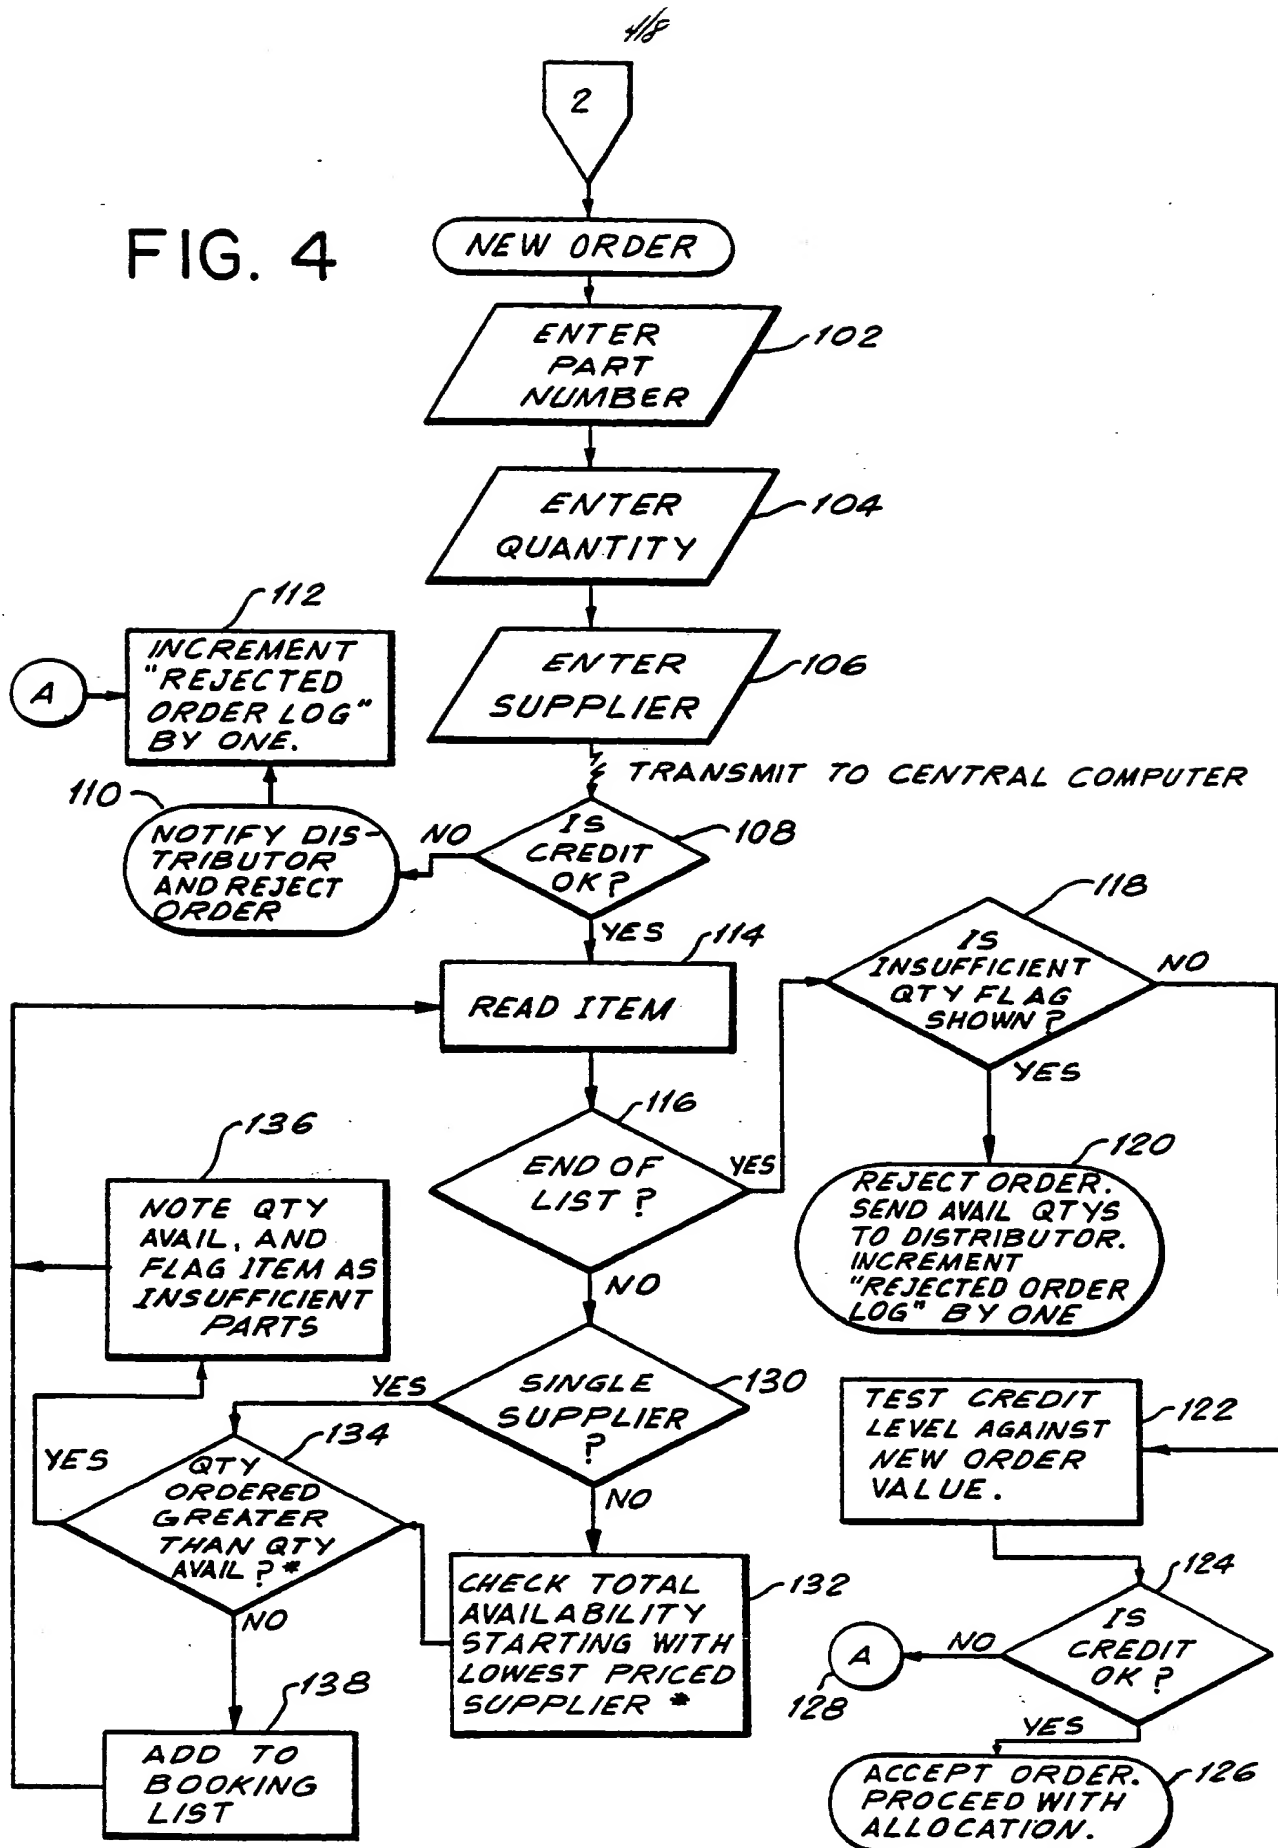 4/8
2
FIG. 4
NEW ORDER
ENTER
PART
NUMBER
102
ENTER
QUANTITY
104
ENTER
SUPPLIER
106
112
INCREMENT
"REJECTED
ORDER LOG"
BY ONE.
A
TRANSMIT TO CENTRAL COMPUTER
110
NOTIFY DIS-
TRIBUTOR
AND REJECT
ORDER
NO
IS
CREDIT
OK?
108
YES
114
READ ITEM
118
IS
INSUFFICIENT
QTY FLAG
SHOWN?
NO
YES
116
END OF
LIST?
YES
NO
120
REJECT ORDER.
SEND AVAIL QTYS
TO DISTRIBUTOR.
INCREMENT
"REJECTED ORDER
LOG" BY ONE
136
NOTE QTY
AVAIL, AND
FLAG ITEM AS
INSUFFICIENT
PARTS
YES
SINGLE
SUPPLIER
?
130
NO
TEST CREDIT
LEVEL AGAINST
NEW ORDER
VALUE.
122
YES
134
QTY
ORDERED
GREATER
THAN QTY
AVAIL?*
NO
CHECK TOTAL
AVAILABILITY
STARTING WITH
LOWEST PRICED
SUPPLIER *
132
124
IS
CREDIT
OK?
NO
A
128
YES
138
ADD TO
BOOKING
LIST
ACCEPT ORDER.
PROCEED WITH
ALLOCATION.
126